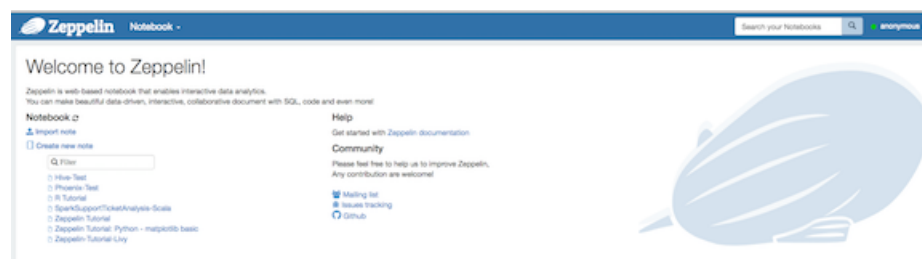 Zeppelin Notebook
Search your Notebooks
anonymous
Welcome to Zeppelin!
Zeppelin is web-based notebook that enables interactive data analytics.
You can make beautiful data-driven, interactive, collaborative document with SQL, code and even more!
Notebook
Import note
Create new note
Filter
Hive-Test
Phoenix-Test
R Tutorial
SparkSupportTicketAnalysis-Scala
Zeppelin Tutorial
Zeppelin Tutorial: Python - matplotlib basic
Zeppelin-Tutorial-Livy
Help
Get started with Zeppelin documentation
Community
Please feel free to help us to improve Zeppelin,
Any contribution are welcome!
Mailing list
Issues tracking
Github